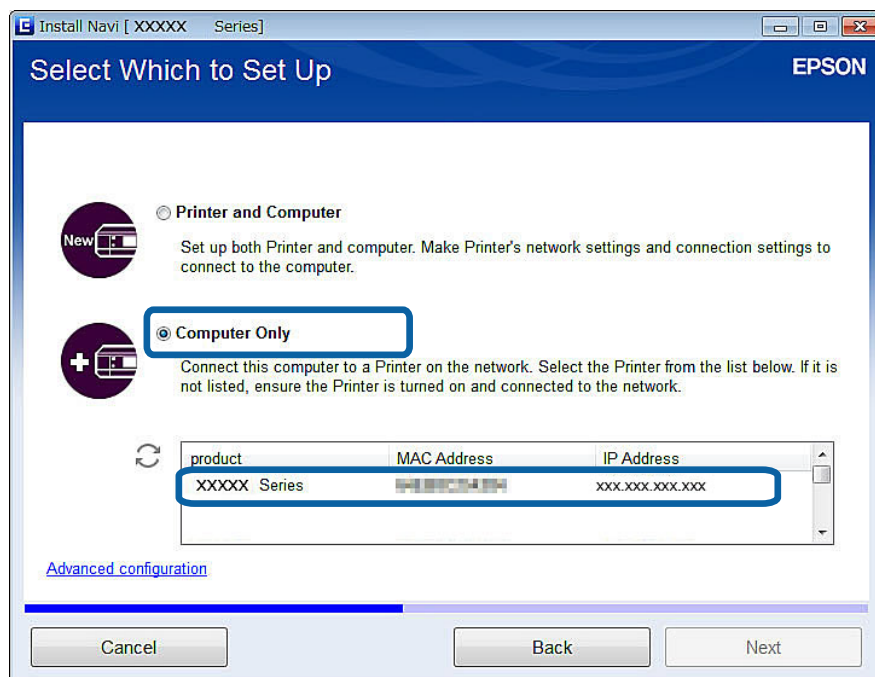 Install Navi [ XXXXX Series]
Select Which to Set Up
EPSON
New
Printer and Computer
Set up both Printer and computer. Make Printer's network settings and connection settings to
connect to the computer.
Computer Only
Connect this computer to a Printer on the network. Select the Printer from the list below. If it is
not listed, ensure the Printer is turned on and connected to the network.
product MAC Address IP Address
XXXXX Series xxx.xxx.xxx.xxx
Advanced configuration
Cancel Back Next